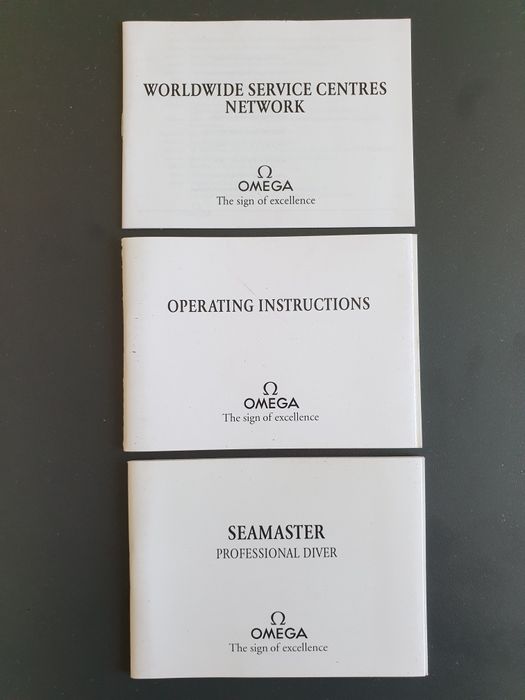 WORLDWIDE SERVICE CENTRES
NETWORK
Ω
OMEGA
The sign of excellence
OPERATING INSTRUCTIONS
Ω
OMEGA
The sign of excellence
SEAMASTER
PROFESSIONAL DIVER
Ω
OMEGA
The sign of excellence